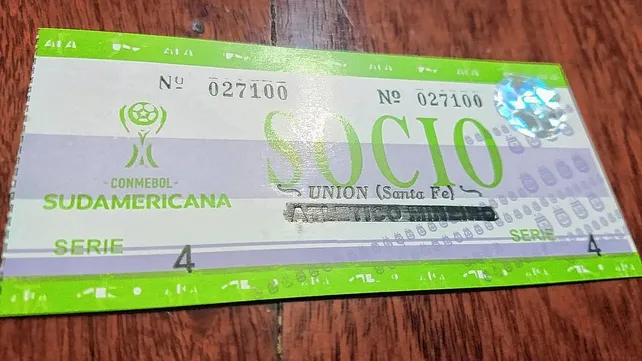 Nº 027100
Nº 027100
SOCIO
- CONMEBOL -
SUDAMERICANA
UNION (Santa Fe)
SERIE 4
SERIE 4